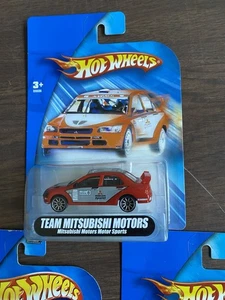 HOT WHEELS
3+
TEAM MITSUBISHI MOTORS
Mitsubishi Motors Motor Sports
HOT WHEELS
HOT WHEELS